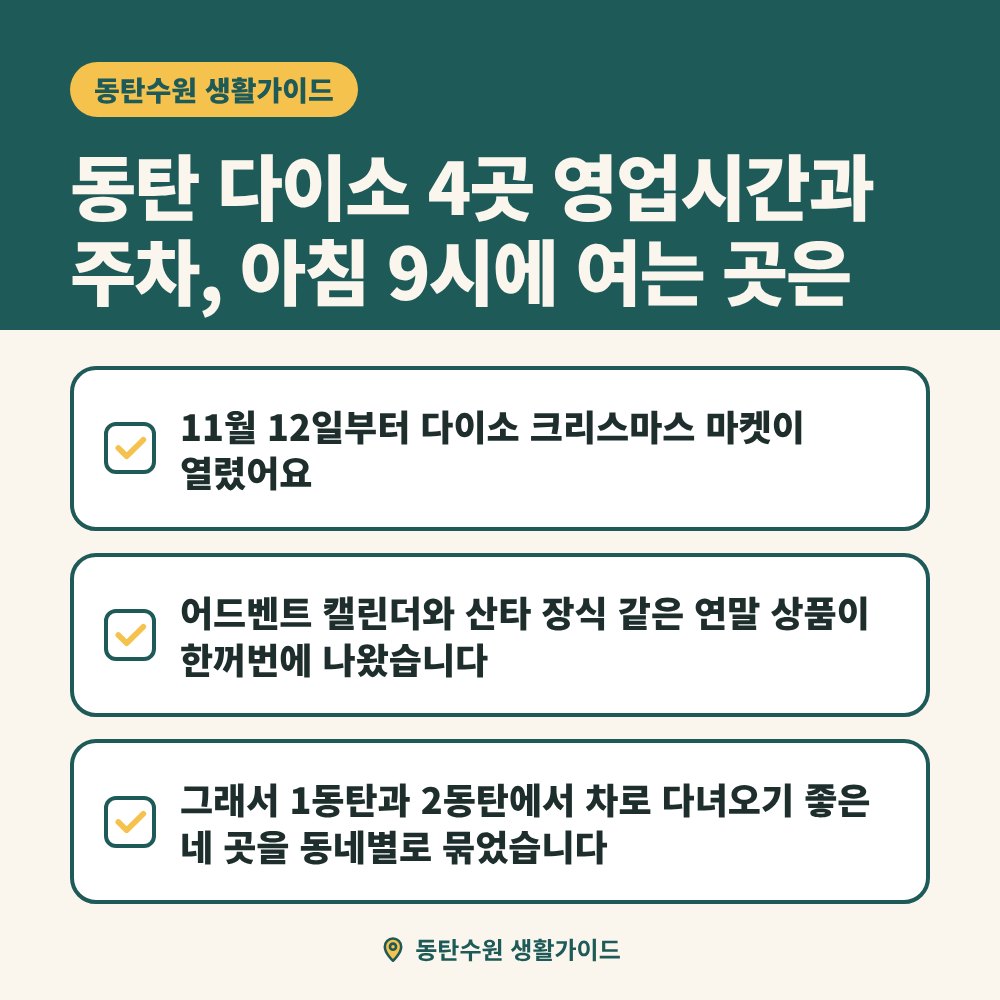 동탄수원 생활가이드
동탄 다이소 4곳 영업시간과
주차, 아침 9시에 여는 곳은
11월 12일부터 다이소 크리스마스 마켓이
열렸어요
어드벤트 캘린더와 산타 장식 같은 연말 상품이
한꺼번에 나왔습니다
그래서 1동탄과 2동탄에서 차로 다녀오기 좋은
네 곳을 동네별로 묶었습니다
동탄수원 생활가이드